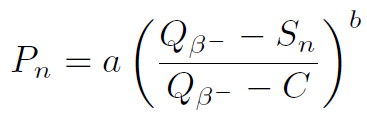 $P_n = a \left( \frac{Q_{\beta^-} - S_n}{Q_{\beta^-} - C} \right)^b$